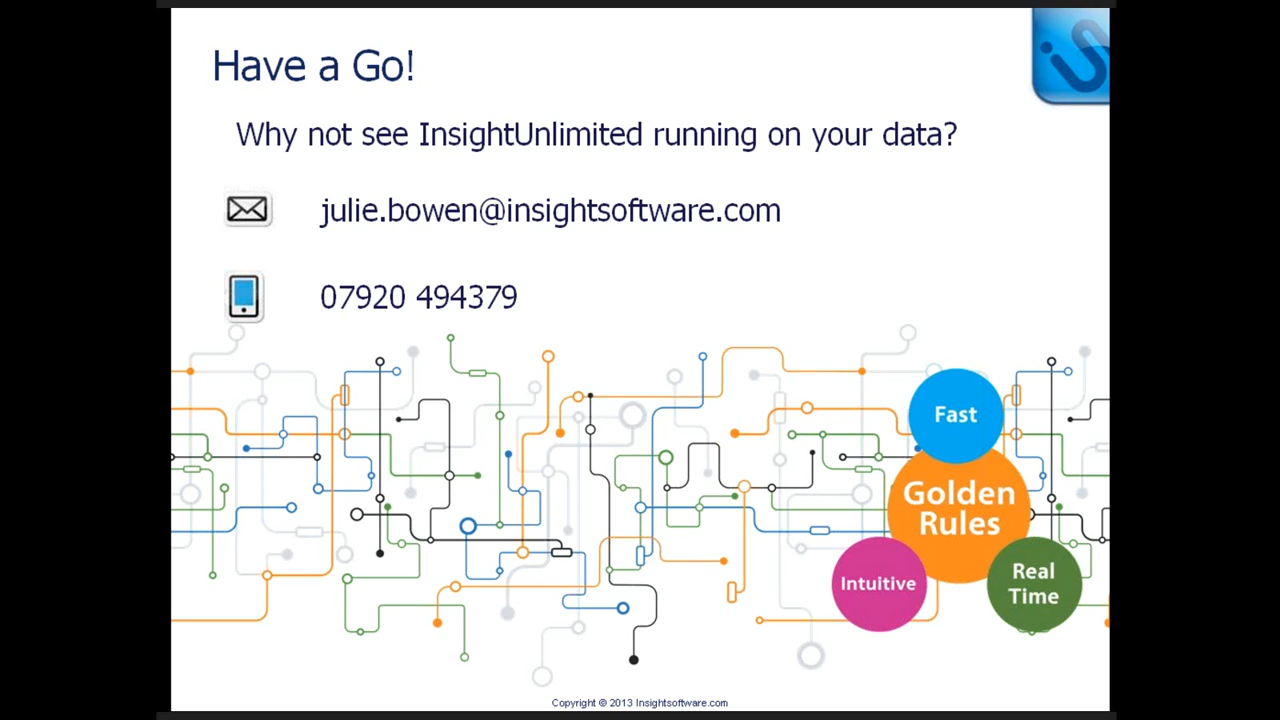 Have a Go!
Why not see InsightUnlimited running on your data?
julie.bowen@insightsoftware.com
07920 494379
Fast
Golden
Rules
Intuitive
Real
Time
Copyright © 2013 Insightsoftware.com